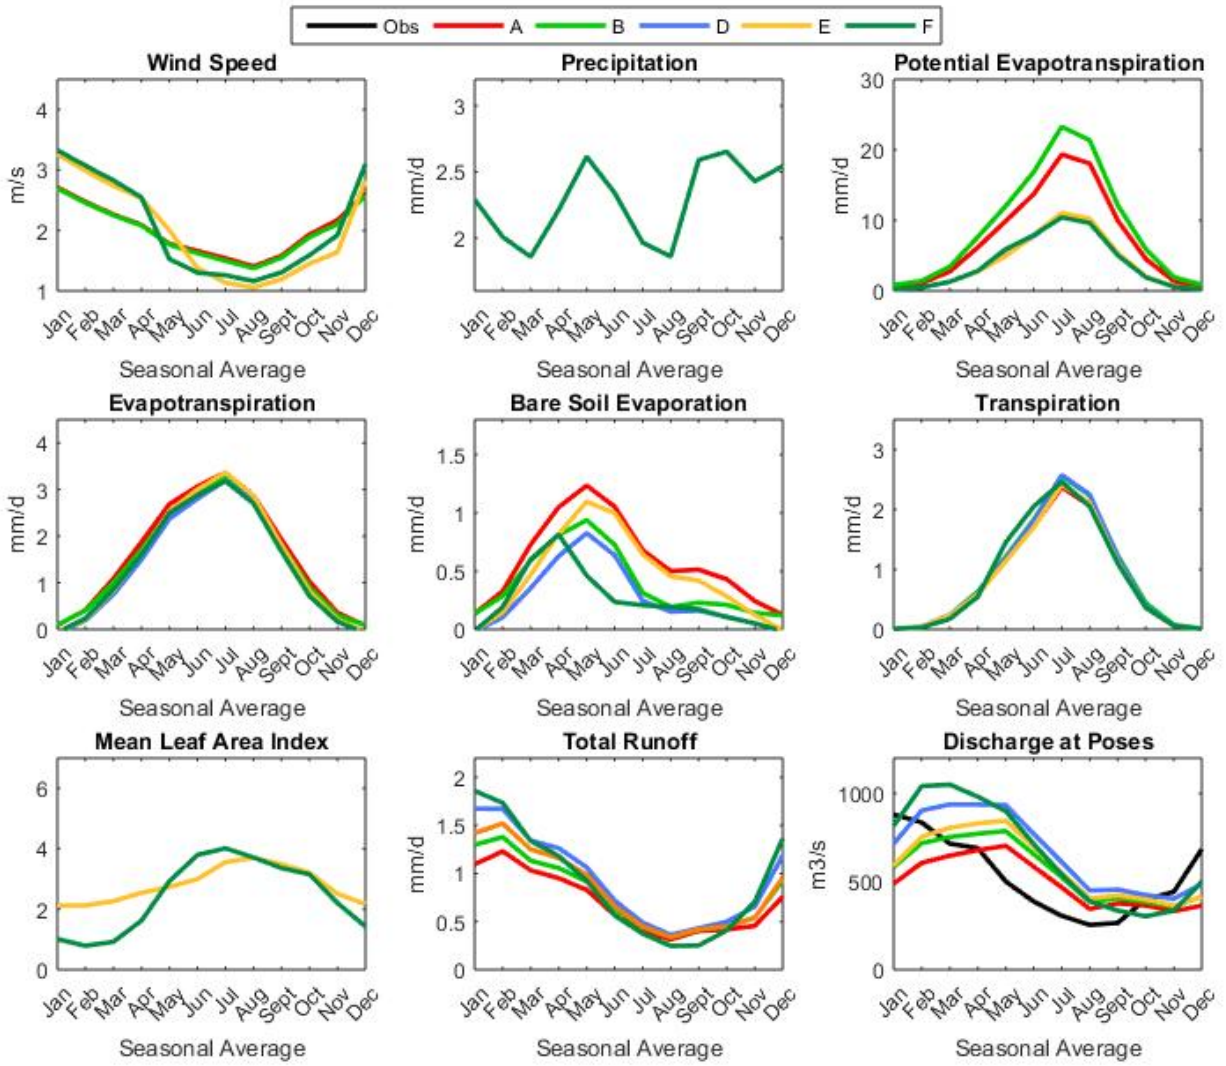 Obs A B D E F
Wind Speed
4
3
2
1
m/s
Jan Feb Mar Apr May Jun Jul Aug Sept Oct Nov Dec
Seasonal Average
Precipitation
3
2.5
2
mm/d
Jan Feb Mar Apr May Jun Jul Aug Sept Oct Nov Dec
Seasonal Average
Potential Evapotranspiration
30
20
10
0
mm/d
Jan Feb Mar Apr May Jun Jul Aug Sept Oct Nov Dec
Seasonal Average
Evapotranspiration
4
3
2
1
0
mm/d
Jan Feb Mar Apr May Jun Jul Aug Sept Oct Nov Dec
Seasonal Average
Bare Soil Evaporation
1.5
1
0.5
0
mm/d
Jan Feb Mar Apr May Jun Jul Aug Sept Oct Nov Dec
Seasonal Average
Transpiration
3
2
1
0
mm/d
Jan Feb Mar Apr May Jun Jul Aug Sept Oct Nov Dec
Seasonal Average
Mean Leaf Area Index
6
4
2
0
Jan Feb Mar Apr May Jun Jul Aug Sept Oct Nov Dec
Seasonal Average
Total Runoff
2
1.5
1
0.5
0
mm/d
Jan Feb Mar Apr May Jun Jul Aug Sept Oct Nov Dec
Seasonal Average
Discharge at Poses
1000
500
0
m3/s
Jan Feb Mar Apr May Jun Jul Aug Sept Oct Nov Dec
Seasonal Average